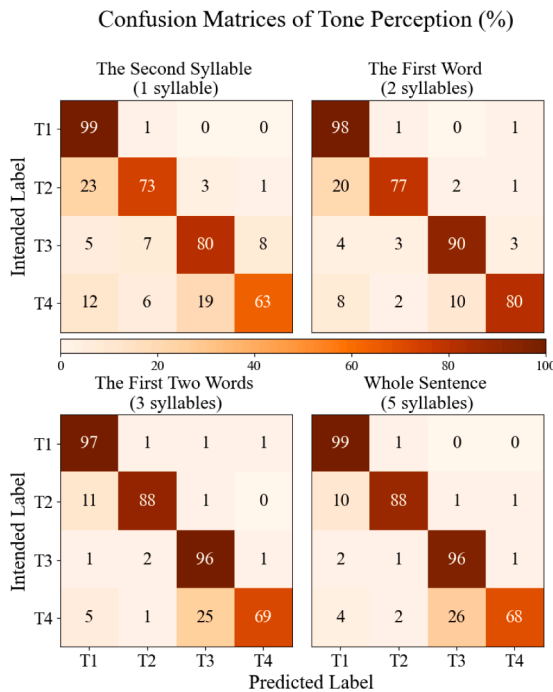 Confusion Matrices of Tone Perception (%)
The Second Syllable
(1 syllable)
The First Word
(2 syllables)
Intended Label
T1 99 1 0 0 98 1 0 1
T2 23 73 3 1 20 77 2 1
T3 5 7 80 8 4 3 90 3
T4 12 6 19 63 8 2 10 80
0 20 40 60 80 100
The First Two Words
(3 syllables)
Whole Sentence
(5 syllables)
Intended Label
T1 97 1 1 1 99 1 0 0
T2 11 88 1 0 10 88 1 1
T3 1 2 96 1 2 1 96 1
T4 5 1 25 69 4 2 26 68
T1 T2 T3 T4 T1 T2 T3 T4
Predicted Label